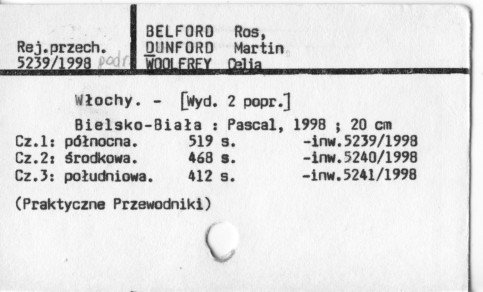 BELFORD Ros,
Rej.przech. DUNFORD Martin
5239/1998 podr WOOLFREY Celia
Włochy. - [Wyd. 2 popr.]
Bielsko-Biała : Pascal, 1998 ; 20 cm
Cz.1: północna. 519 s. -inw.5239/1998
Cz.2: środkowa. 468 s. -inw.5240/1998
Cz.3: południowa. 412 s. -inw.5241/1998
(Praktyczne Przewodniki)